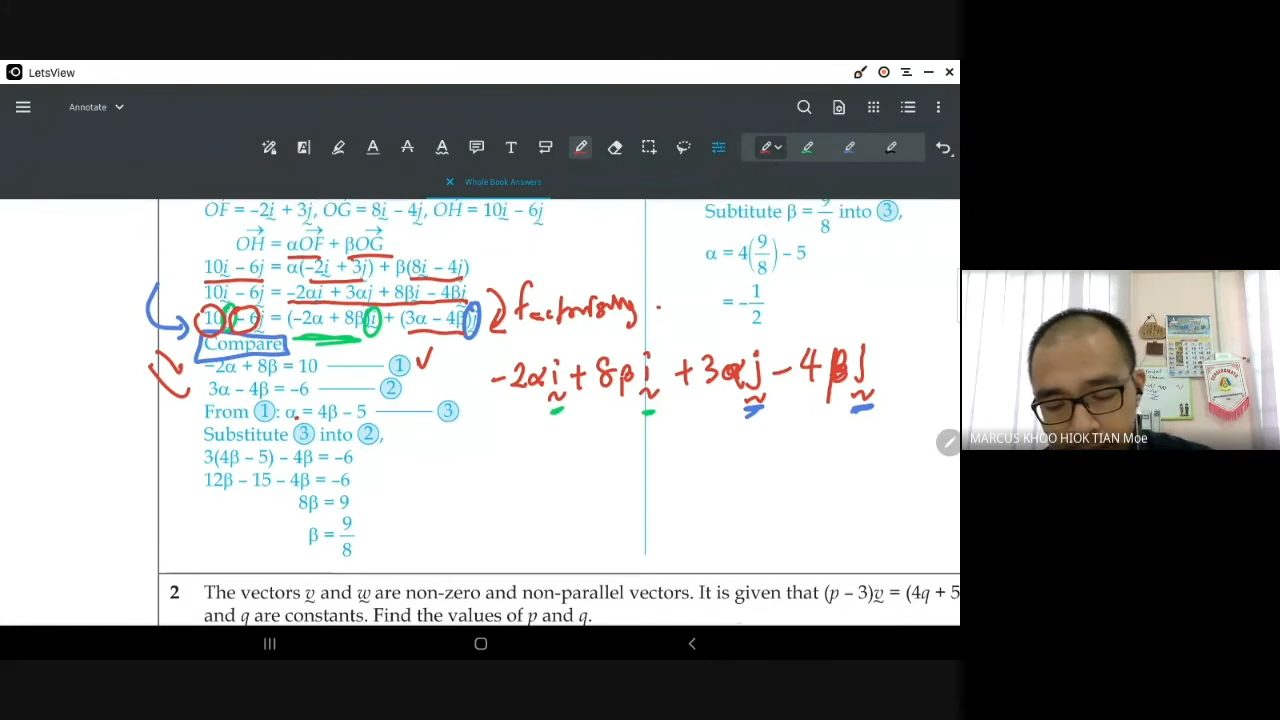 LetsView
Annotate
Whole Book Answers
OF = –2i + 3j, OG = 8i – 4j, OH = 10i – 6j
OH = αOF + βOG
10i – 6j = α(–2i + 3j) + β(8i – 4j)
10i – 6j = –2αi + 3αj + 8βi – 4βj
10i – 6j = (–2α + 8β)i + (3α – 4β)j
factorising
Compare
–2α + 8β = 10 ① ✓
3α – 4β = –6 ②
From ①: α = 4β – 5 ③
Substitute ③ into ②,
3(4β – 5) – 4β = –6
12β – 15 – 4β = –6
8β = 9
β = 9/8
-2αi + 8βi + 3αj - 4βj
Subtitute β = 9/8 into ③,
α = 4(9/8) – 5
= –1/2
2 The vectors v and w are non-zero and non-parallel vectors. It is given that (p – 3)v = (4q + 5
and q are constants. Find the values of p and q.
MARCUS KHOO HIOK TIAN Moe